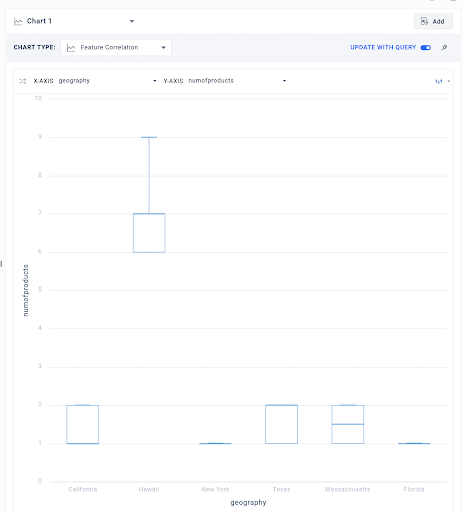 Chart 1
Add
CHART TYPE: Feature Correlation UPDATE WITH QUERY
X-AXIS geography Y-AXIS numofproducts
10
9
8
7
6
5
4
3
2
1
0
numofproducts
California Hawaii New York Texas Massachusetts Florida
geography